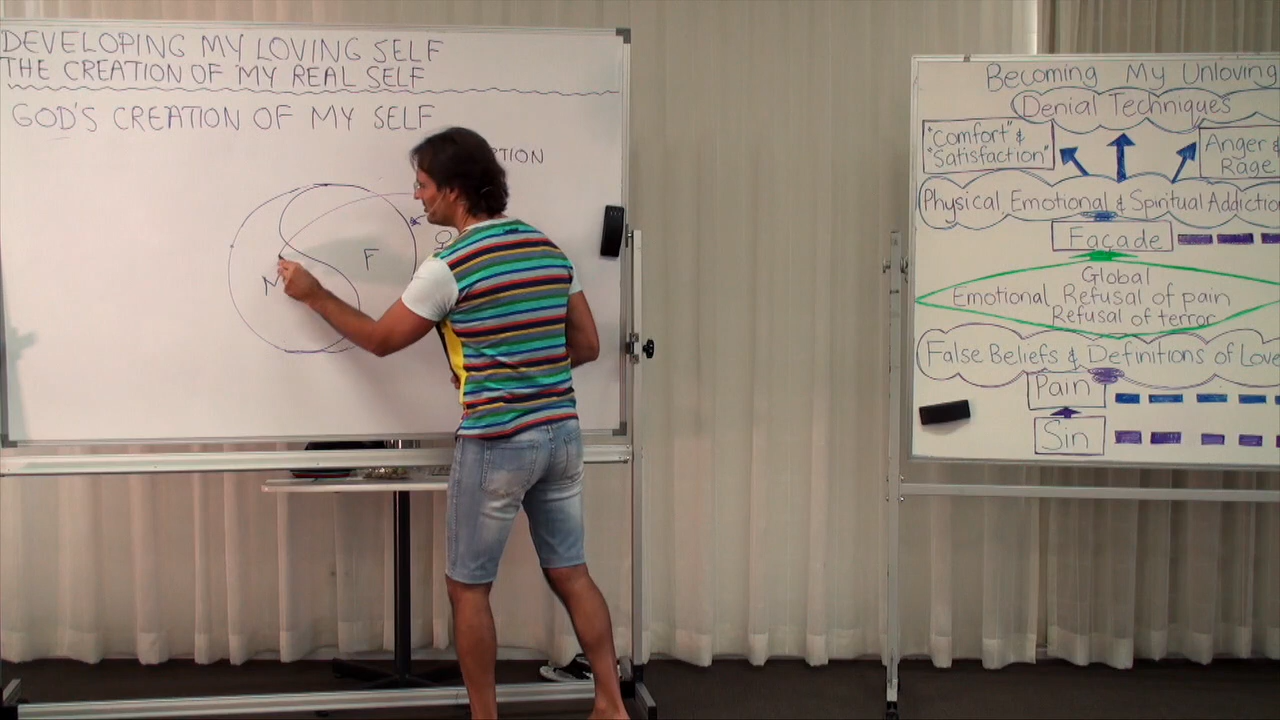 DEVELOPING MY LOVING SELF
THE CREATION OF MY REAL SELF
GOD'S CREATION OF MY SELF
PTION
F
M
Becoming My Unloving
Denial Techniques
"Comfort" &
"Satisfaction"
Anger &
Rage
Physical Emotional & Spiritual Addictio
Façade
Global
Emotional Refusal of pain
Refusal of terror
False Beliefs & Definitions of Love
Pain
Sin